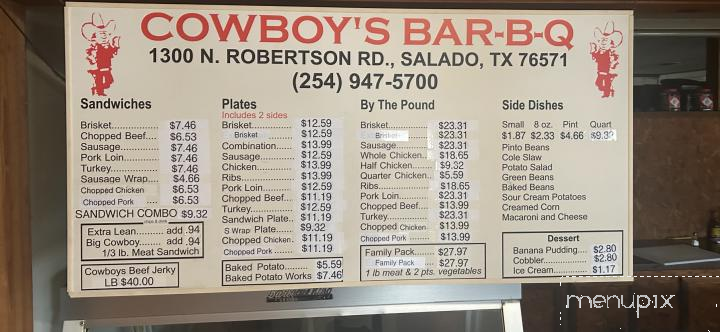 COWBOY'S BAR-B-Q
1300 N. ROBERTSON RD., SALADO, TX 76571
(254) 947-5700
Sandwiches
Brisket............. $7.46
Chopped Beef.... $6.53
Sausage............ $7.46
Pork Loin........... $7.46
Turkey............... $7.46
Sausage Wrap.... $4.66
Chopped Chicken $6.53
Chopped Pork .... $6.53
SANDWICH COMBO $9.32
Extra Lean....... add .94
Big Cowboy....... add .94
1/3 lb. Meat Sandwich
Cowboys Beef Jerky
LB $40.00
Plates
Includes 2 sides
Brisket............. $12.59
Brisket ............ $12.59
Combination...... $13.99
Sausage............ $12.59
Chicken............. $13.99
Ribs.................. $13.99
Pork Loin........... $12.59
Chopped Beef.... $11.19
Turkey............... $12.59
Sandwich Plate.. $11.19
S Wrap Plate...... $9.32
Chopped Chicken. $11.19
Chopped Pork .... $11.19
Baked Potato...... $5.59
Baked Potato Works $7.46
By The Pound
Brisket............. $23.31
Brisket ............ $23.31
Sausage............ $23.31
Whole Chicken.. $18.65
Half Chicken..... $9.32
Quarter Chicken.. $5.59
Ribs.................. $18.65
Pork Loin........... $23.31
Chopped Beef.... $13.99
Turkey............... $23.31
Chopped Chicken $13.99
Chopped Pork .... $13.99
Family Pack....... $27.97
Family Pack .... $27.97
1 lb meat & 2 pts. vegetables
Side Dishes
Small 8 oz. Pint Quart
$1.87 $2.33 $4.66 $9.32
Pinto Beans
Cole Slaw
Potato Salad
Green Beans
Baked Beans
Sour Cream Potatoes
Creamed Corn
Macaroni and Cheese
Dessert
Banana Pudding.... $2.80
Cobbler............... $2.80
Ice Cream............ $1.17
menupix